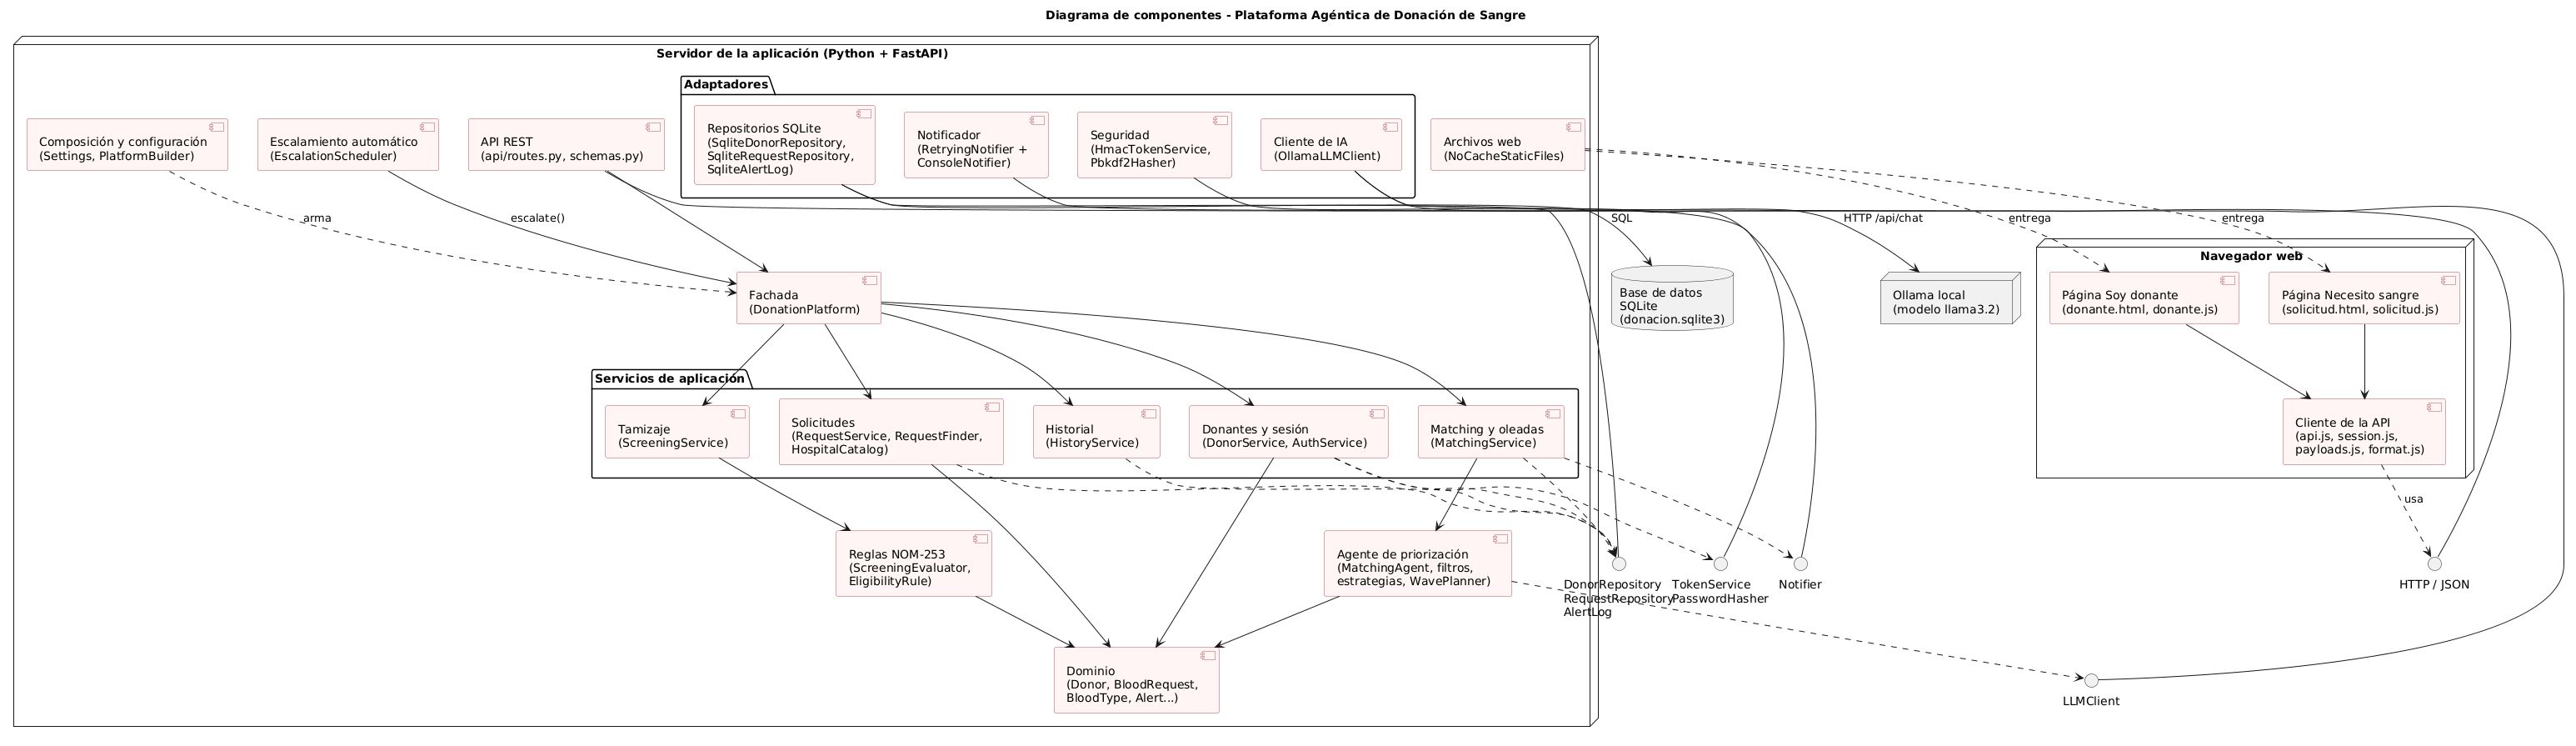 Diagrama de componentes - Plataforma Agéntica de Donación de Sangre
Servidor de la aplicación (Python + FastAPI)
Adaptadores
Composición y configuración
(Settings, PlatformBuilder)
Escalamiento automático
(EscalationScheduler)
API REST
(api/routes.py, schemas.py)
Repositorios SQLite
(SqliteDonorRepository,
SqliteRequestRepository,
SqliteAlertLog)
Notificador
(RetryingNotifier +
ConsoleNotifier)
Seguridad
(HmacTokenService,
Pbkdf2Hasher)
Cliente de IA
(OllamaLLMClient)
Archivos web
(NoCacheStaticFiles)
arma
escalate()
SQL
HTTP /api/chat
entrega
entrega
Fachada
(DonationPlatform)
Base de datos
SQLite
(donacion.sqlite3)
Ollama local
(modelo llama3.2)
Navegador web
Página Soy donante
(donante.html, donante.js)
Página Necesito sangre
(solicitud.html, solicitud.js)
Servicios de aplicación
Tamizaje
(ScreeningService)
Solicitudes
(RequestService, RequestFinder,
HospitalCatalog)
Historial
(HistoryService)
Donantes y sesión
(DonorService, AuthService)
Matching y oleadas
(MatchingService)
Cliente de la API
(api.js, session.js,
payloads.js, format.js)
usa
Reglas NOM-253
(ScreeningEvaluator,
EligibilityRule)
Agente de priorización
(MatchingAgent, filtros,
estrategias, WavePlanner)
DonorRepository
RequestRepository
AlertLog
TokenService
PasswordHasher
Notifier
HTTP / JSON
Dominio
(Donor, BloodRequest,
BloodType, Alert...)
LLMClient